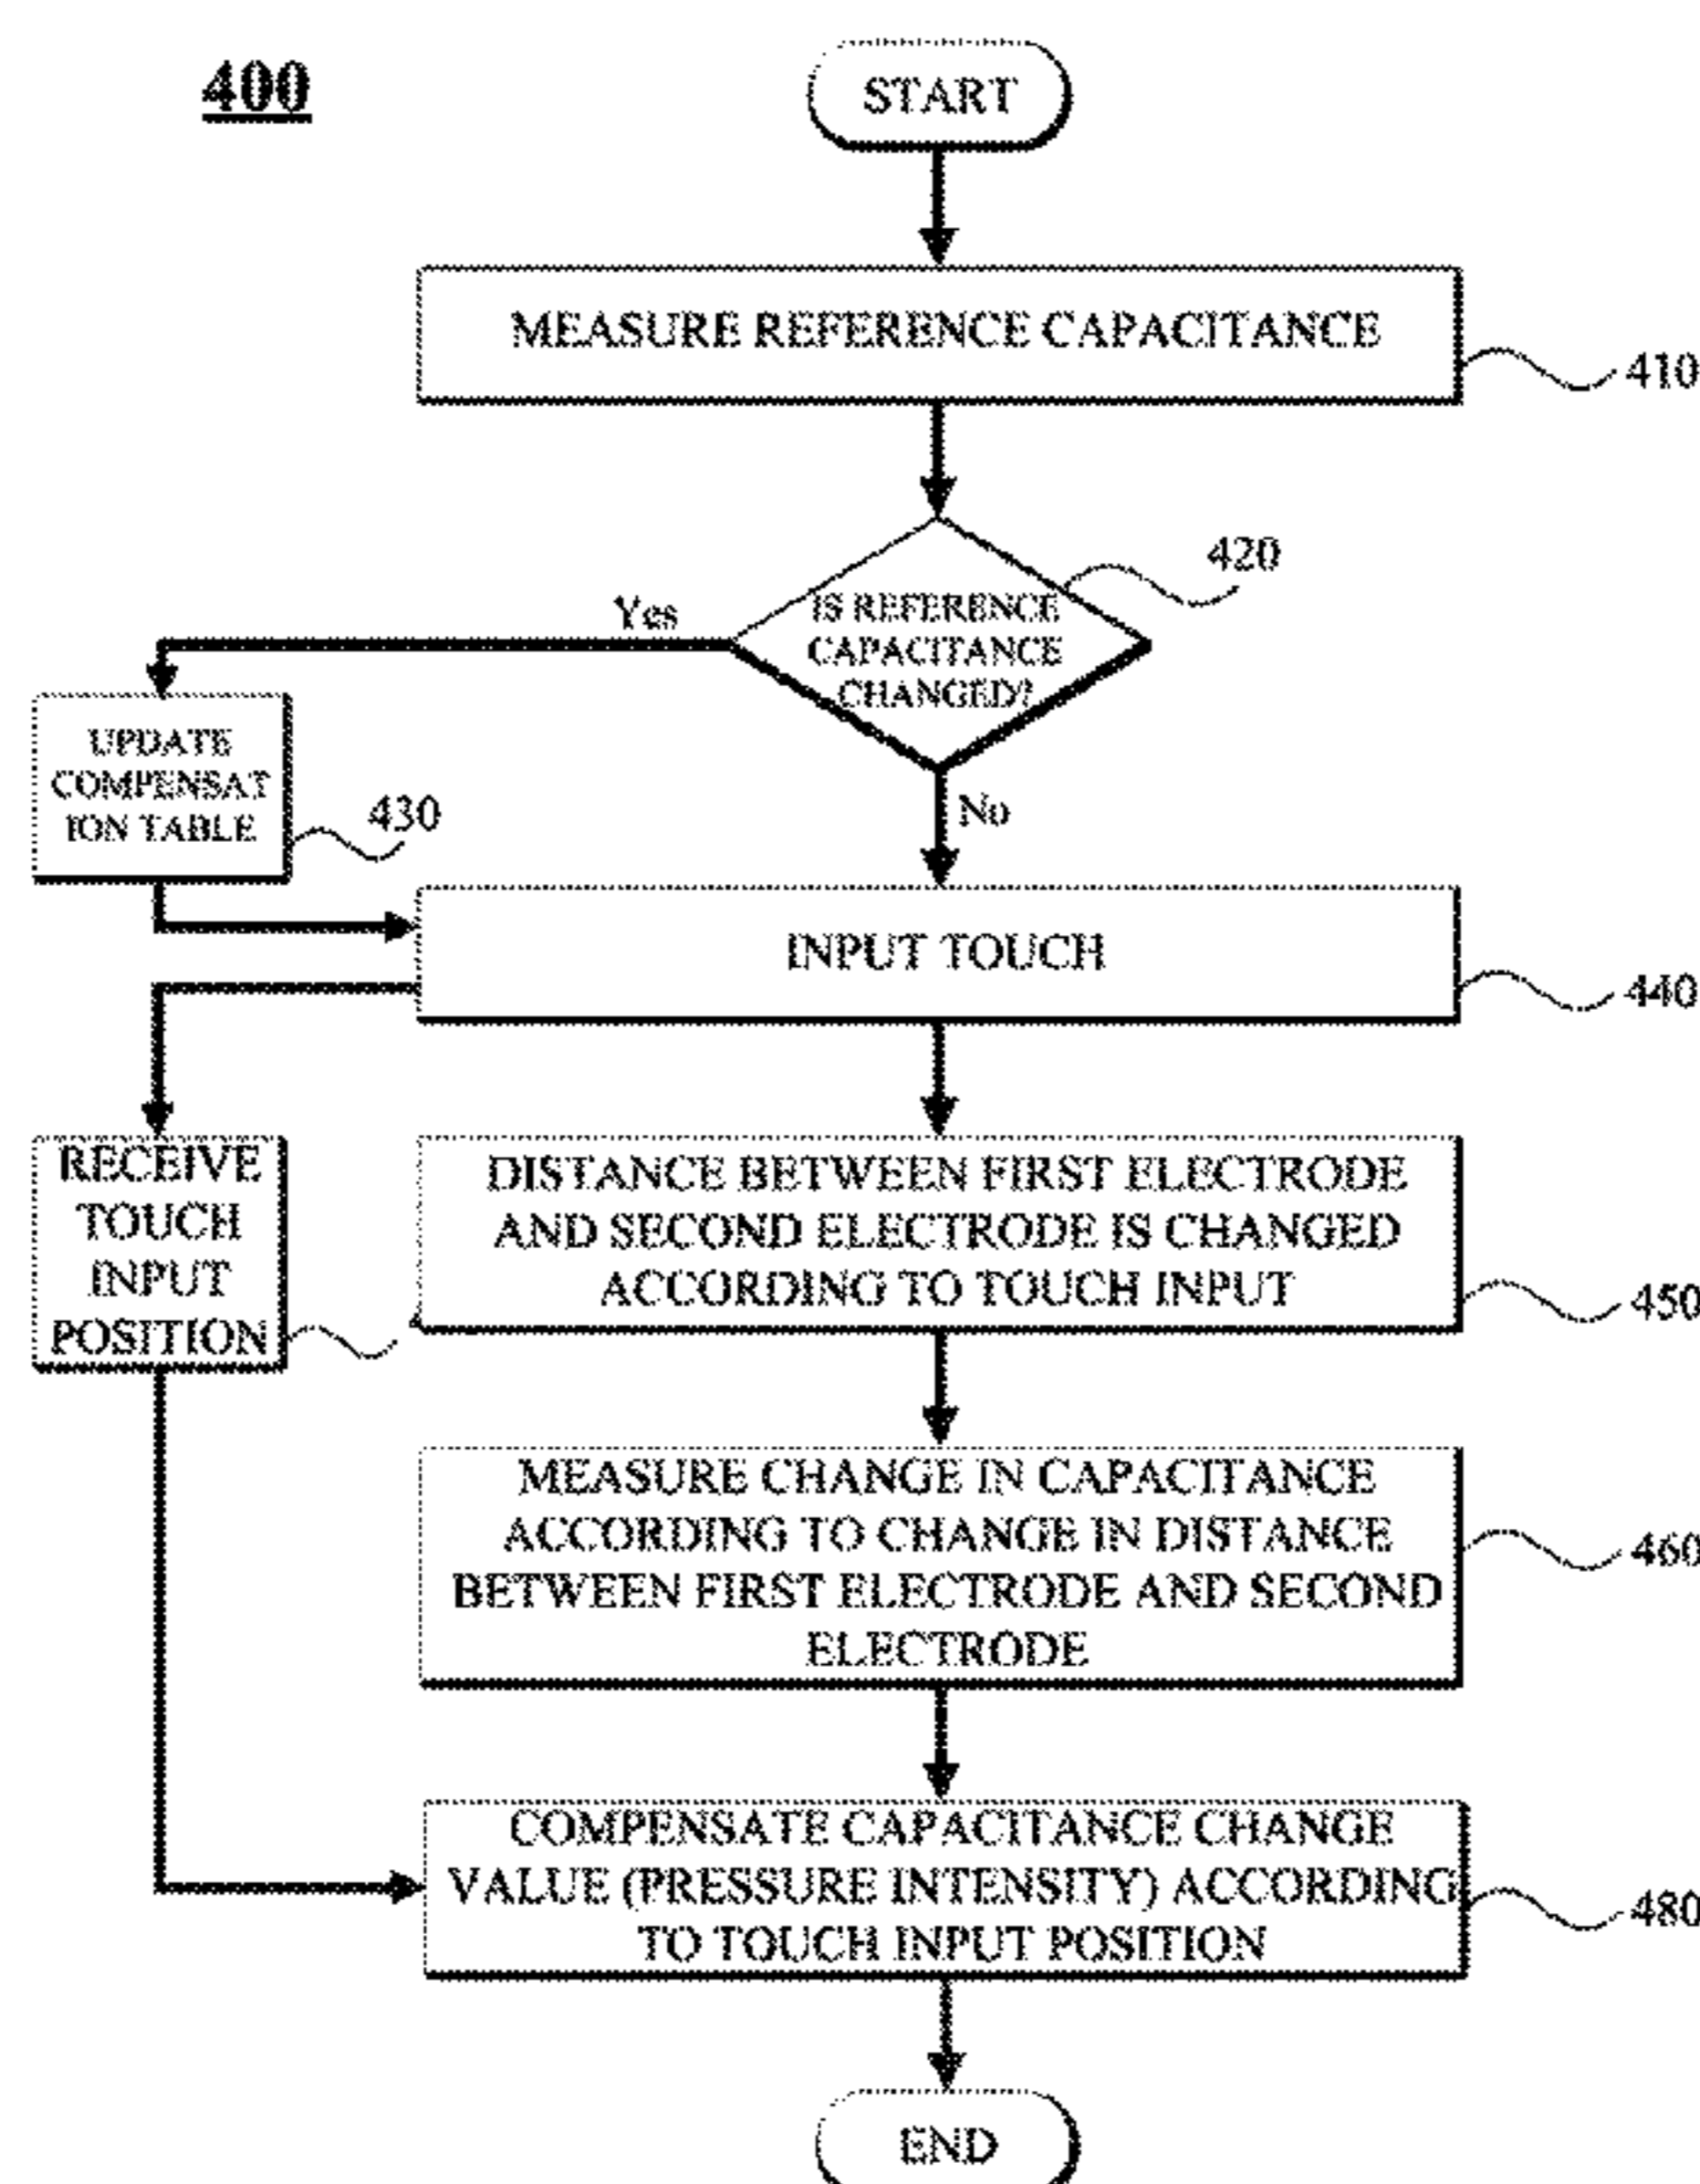 400
START
MEASURE REFERENCE CAPACITANCE
410
420
IS REFERENCE
CAPACITANCE
CHANGED?
Yes
No
UPDATE
COMPENSAT
ION TABLE
430
INPUT TOUCH
440
RECEIVE
TOUCH
INPUT
POSITION
DISTANCE BETWEEN FIRST ELECTRODE
AND SECOND ELECTRODE IS CHANGED
ACCORDING TO TOUCH INPUT
450
MEASURE CHANGE IN CAPACITANCE
ACCORDING TO CHANGE IN DISTANCE
BETWEEN FIRST ELECTRODE AND SECOND
ELECTRODE
460
COMPENSATE CAPACITANCE CHANGE
VALUE (PRESSURE INTENSITY) ACCORDING
TO TOUCH INPUT POSITION
480
END